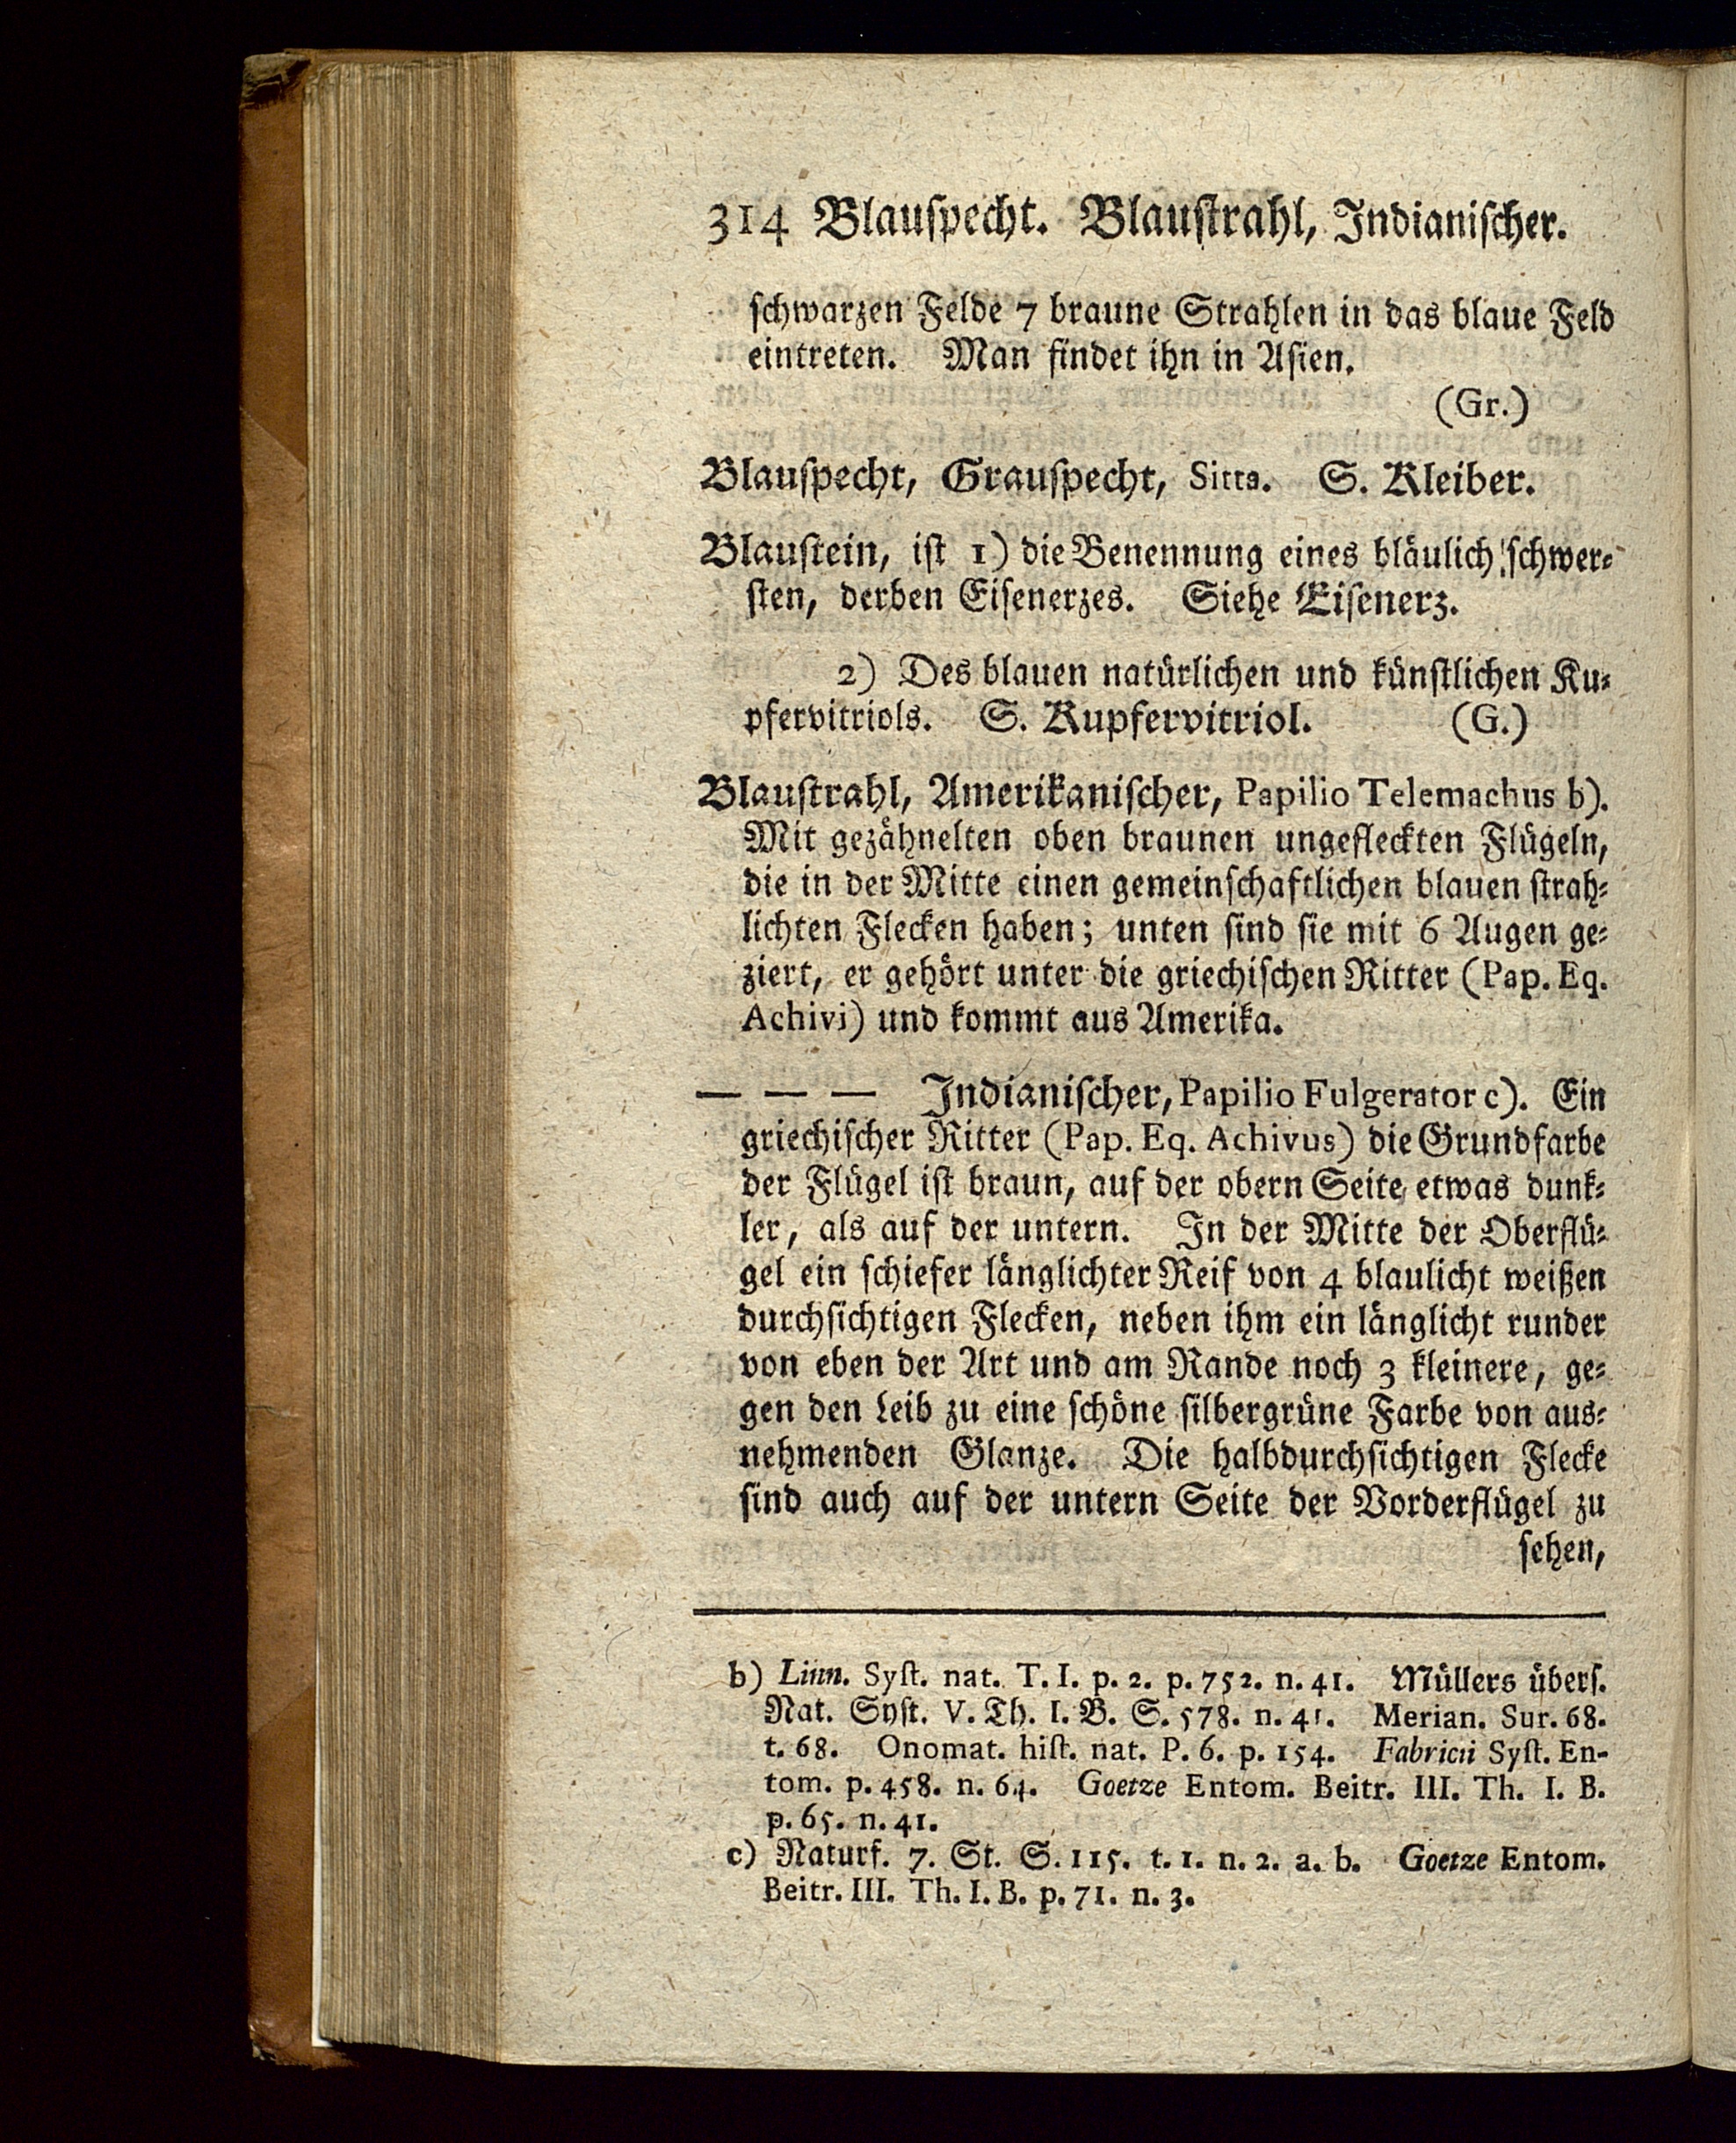 314 Blauſpecht. Blauſtrahl, Indianiſcher.
ſchwarzen Felde 7 braune Strahlen in das blaue Feld
eintreten. Man findet ihn in Aſien.
(Gr.)
Blauſpecht, Grauſpecht, Sitta. S. Kleiber.
Blauſtein, iſt 1) die Benennung eines bläulich ſchwer⸗
ſten, derben Eiſenerzes. Siehe Eiſenerz.
2) Des blauen natürlichen und künſtlichen Ku⸗
pfervitriols. S. Kupfervitriol. (G.)
Blauſtrahl, Amerikaniſcher, Papilio Telemachus b).
Mit gezähnelten oben braunen ungefleckten Flügeln,
die in der Mitte einen gemeinſchaftlichen blauen ſtrah⸗
lichten Flecken haben; unten ſind ſie mit 6 Augen ge⸗
ziert, er gehört unter die griechiſchen Ritter (Pap. Eq.
Achivi) und kommt aus Amerika.
— — — Indianiſcher, Papilio Fulgerator c). Ein
griechiſcher Ritter (Pap. Eq. Achivus) die Grundfarbe
der Flügel iſt braun, auf der obern Seite etwas dunk⸗
ler, als auf der untern. In der Mitte der Oberflü⸗
gel ein ſchiefer länglichter Reif von 4 blaulicht weißen
durchſichtigen Flecken, neben ihm ein länglicht runder
von eben der Art und am Rande noch 3 kleinere, ge⸗
gen den Leib zu eine ſchöne ſilbergrüne Farbe von aus⸗
nehmenden Glanze. Die halbdurchſichtigen Flecke
ſind auch auf der untern Seite der Vorderflügel zu
ſehen,
b) Linn. Syſt. nat. T. I. p. 2. p. 752. n. 41. Müllers überſ.
Nat. Syſt. V. Th. I. B. S. 578. n. 41. Merian. Sur. 68.
t. 68. Onomat. hiſt. nat. P. 6. p. 154. Fabricii Syſt. En-
tom. p. 458. n. 64. Goetze Entom. Beitr. III. Th. I. B.
p. 65. n. 41.
c) Naturf. 7. St. S. 115. t. 1. n. 2. a. b. Goetze Entom.
Beitr. III. Th. I. B. p. 71. n. 3.